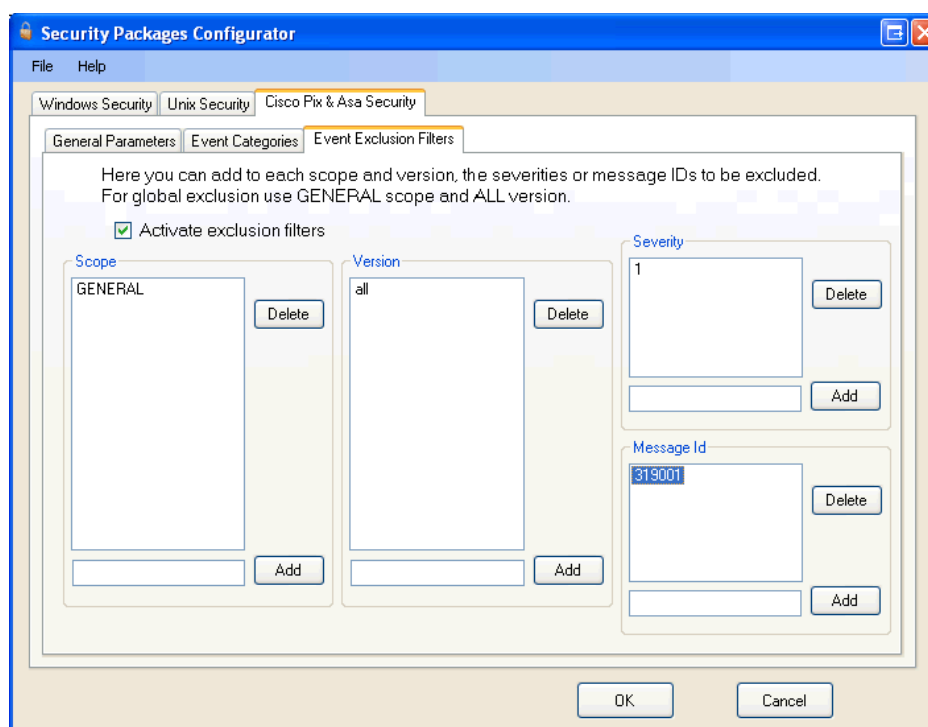 Security Packages Configurator
File Help
Windows Security Unix Security Cisco Pix & Asa Security
General Parameters Event Categories Event Exclusion Filters
Here you can add to each scope and version, the severities or message IDs to be excluded.
For global exclusion use GENERAL scope and ALL version.
Activate exclusion filters
Scope
GENERAL
Delete
Add
Version
all
Delete
Add
Severity
1
Delete
Add
Message Id
319001
Delete
Add
OK Cancel